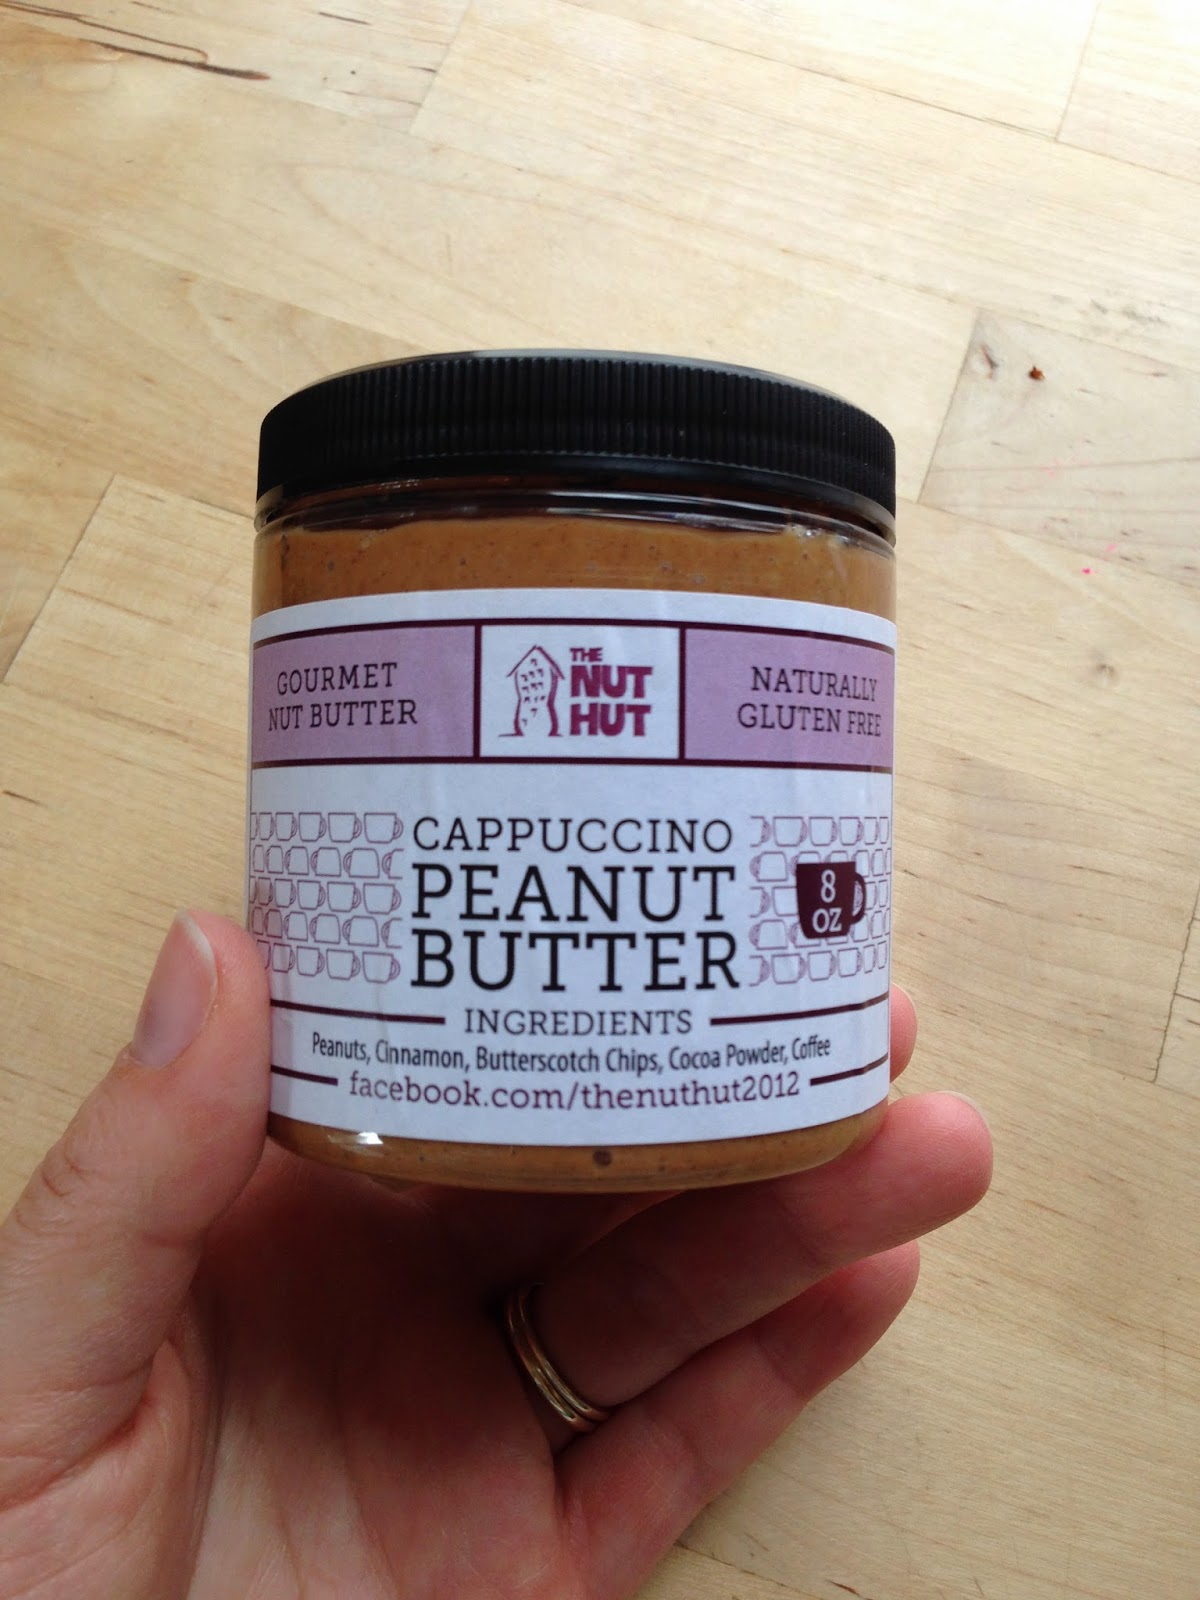 GOURMET
NUT BUTTER
THE
NUT
HUT
NATURALLY
GLUTEN FREE
CAPPUCCINO
PEANUT
BUTTER
8
OZ
INGREDIENTS
Peanuts, Cinnamon, Butterscotch Chips, Cocoa Powder, Coffee
facebook.com/thenuthut2012